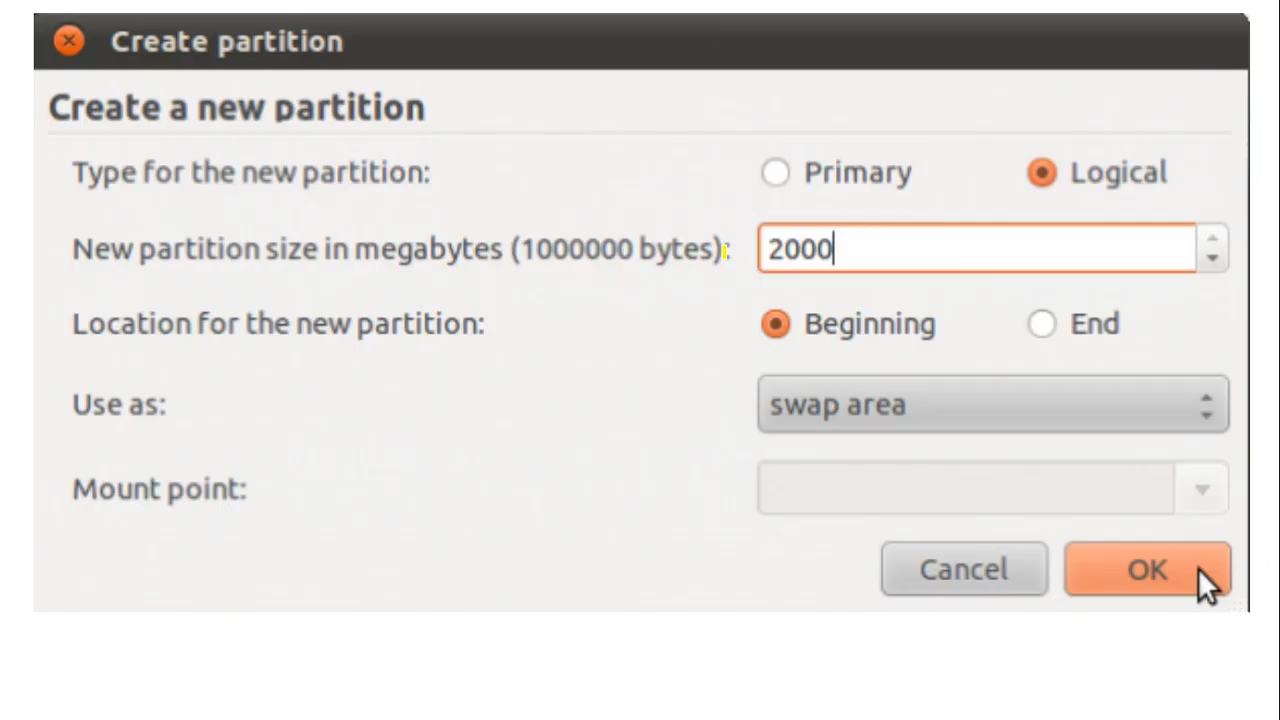 Create partition
Create a new partition
Type for the new partition: Primary Logical
New partition size in megabytes (1000000 bytes): 2000
Location for the new partition: Beginning End
Use as: swap area
Mount point:
Cancel OK